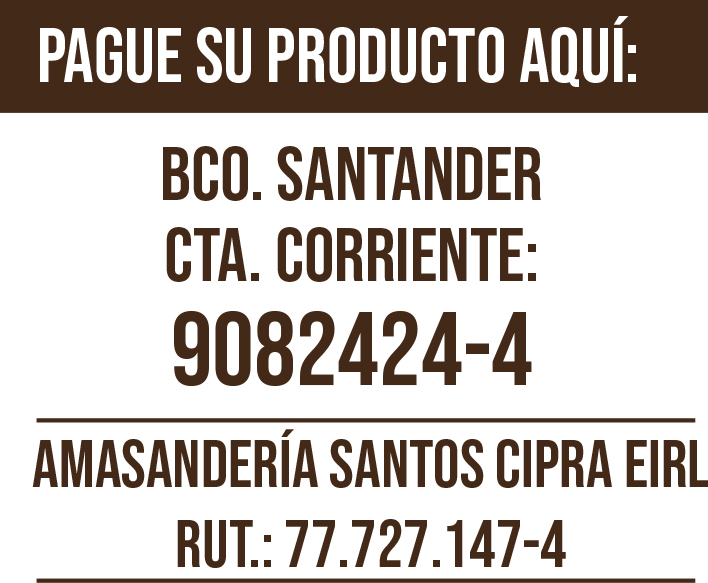 PAGUE SU PRODUCTO AQUÍ:
BCO. SANTANDER
CTA. CORRIENTE:
9082424-4
AMASANDERÍA SANTOS CIPRA EIRL
RUT.: 77.727.147-4